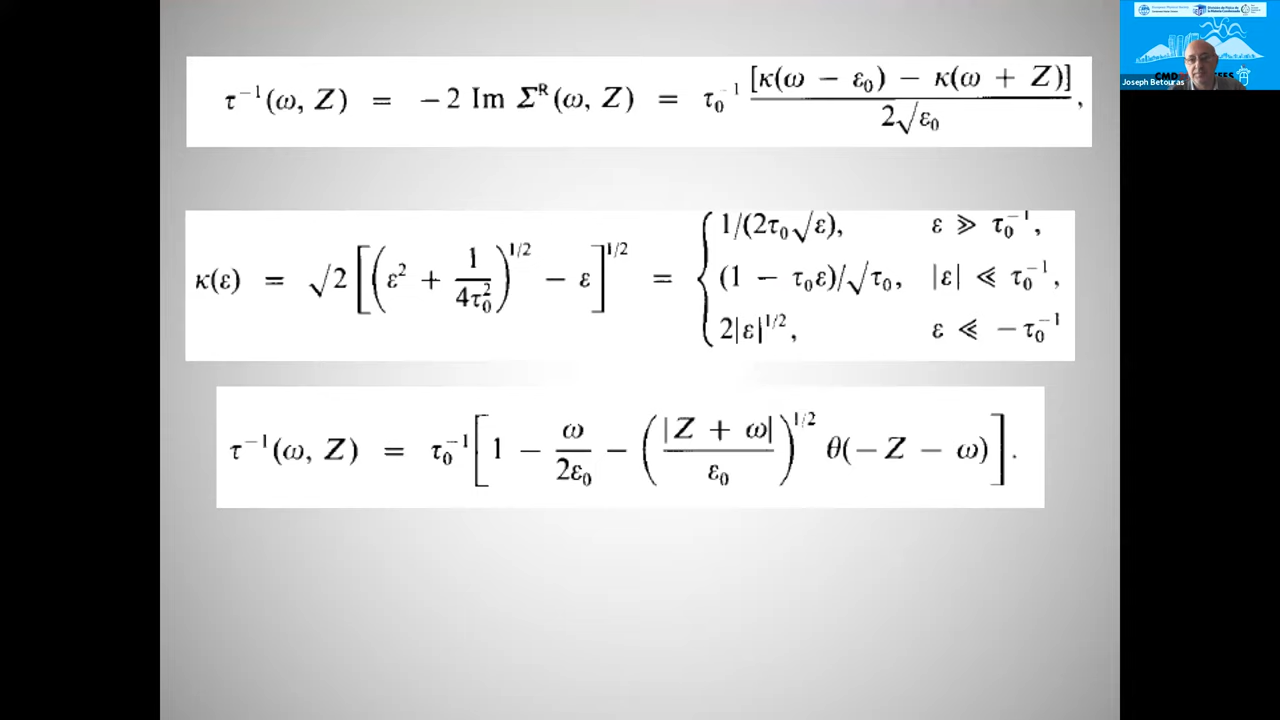 τ⁻¹(ω, Z) = −2 Im Σᴿ(ω, Z) = τ₀⁻¹ [κ(ω − ε₀) − κ(ω + Z)] / 2√ε₀ ,
κ(ε) = √2 [ (ε² + 1/4τ₀²)^1/2 − ε ]^1/2 = { 1/(2τ₀√ε), ε ≫ τ₀⁻¹,
(1 − τ₀ε)/√τ₀, |ε| ≪ τ₀⁻¹,
2|ε|^1/2, ε ≪ −τ₀⁻¹
τ⁻¹(ω, Z) = τ₀⁻¹ [ 1 − ω/2ε₀ − ( |Z + ω| / ε₀ )^1/2 θ(−Z − ω) ] .
Joseph Betouras